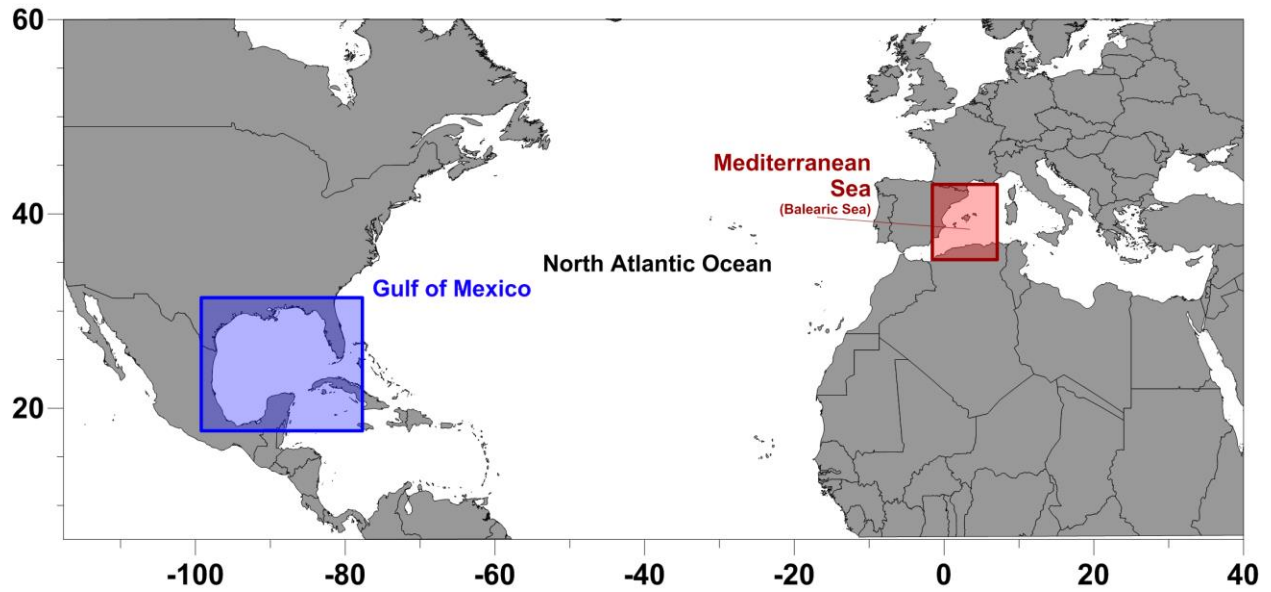 60
Mediterranean
Sea
(Balearic Sea)
40
North Atlantic Ocean
Gulf of Mexico
20
-100 -80 -60 -40 -20 0 20 40